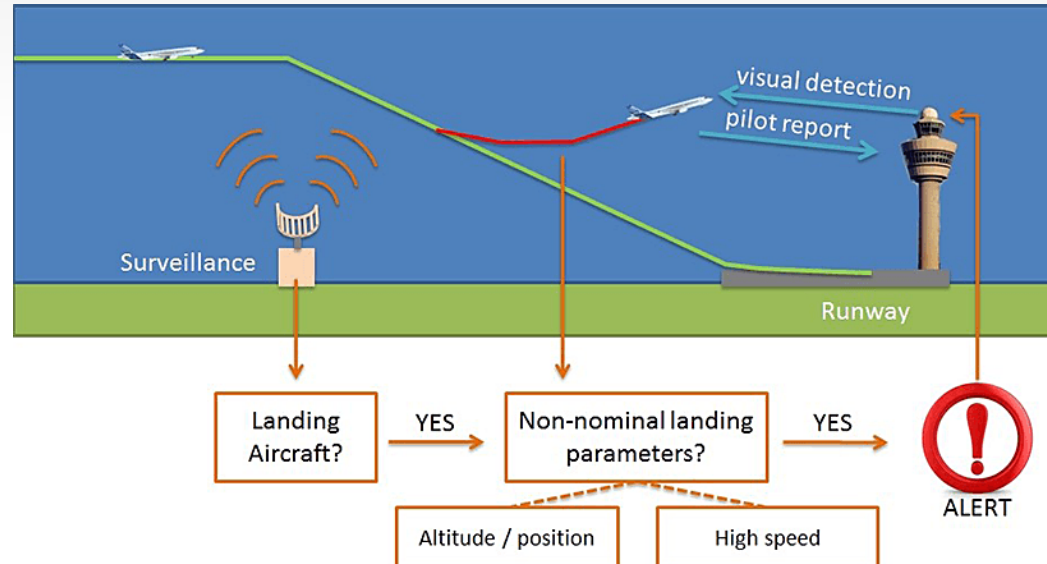 visual detection
pilot report
Surveillance
Runway
Landing
Aircraft?
YES
Non-nominal landing
parameters?
YES
ALERT
Altitude / position
High speed